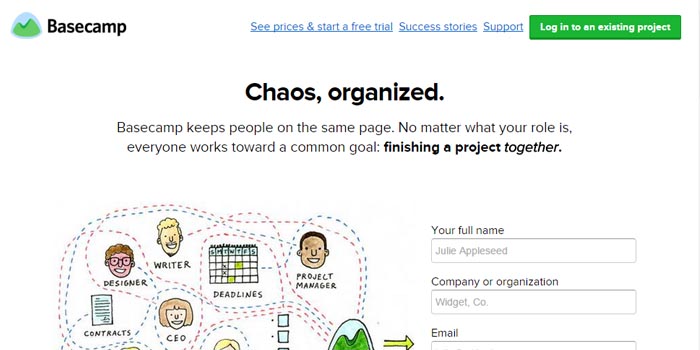 Basecamp
See prices & start a free trial Success stories Support Log in to an existing project
Chaos, organized.
Basecamp keeps people on the same page. No matter what your role is,
everyone works toward a common goal: finishing a project together.
Your full name
Julie Appleseed
Company or organization
Widget, Co.
Email
WRITER
DESIGNER
SMTWTFS
DEADLINES
PROJECT
MANAGER
CONTRACTS
CEO